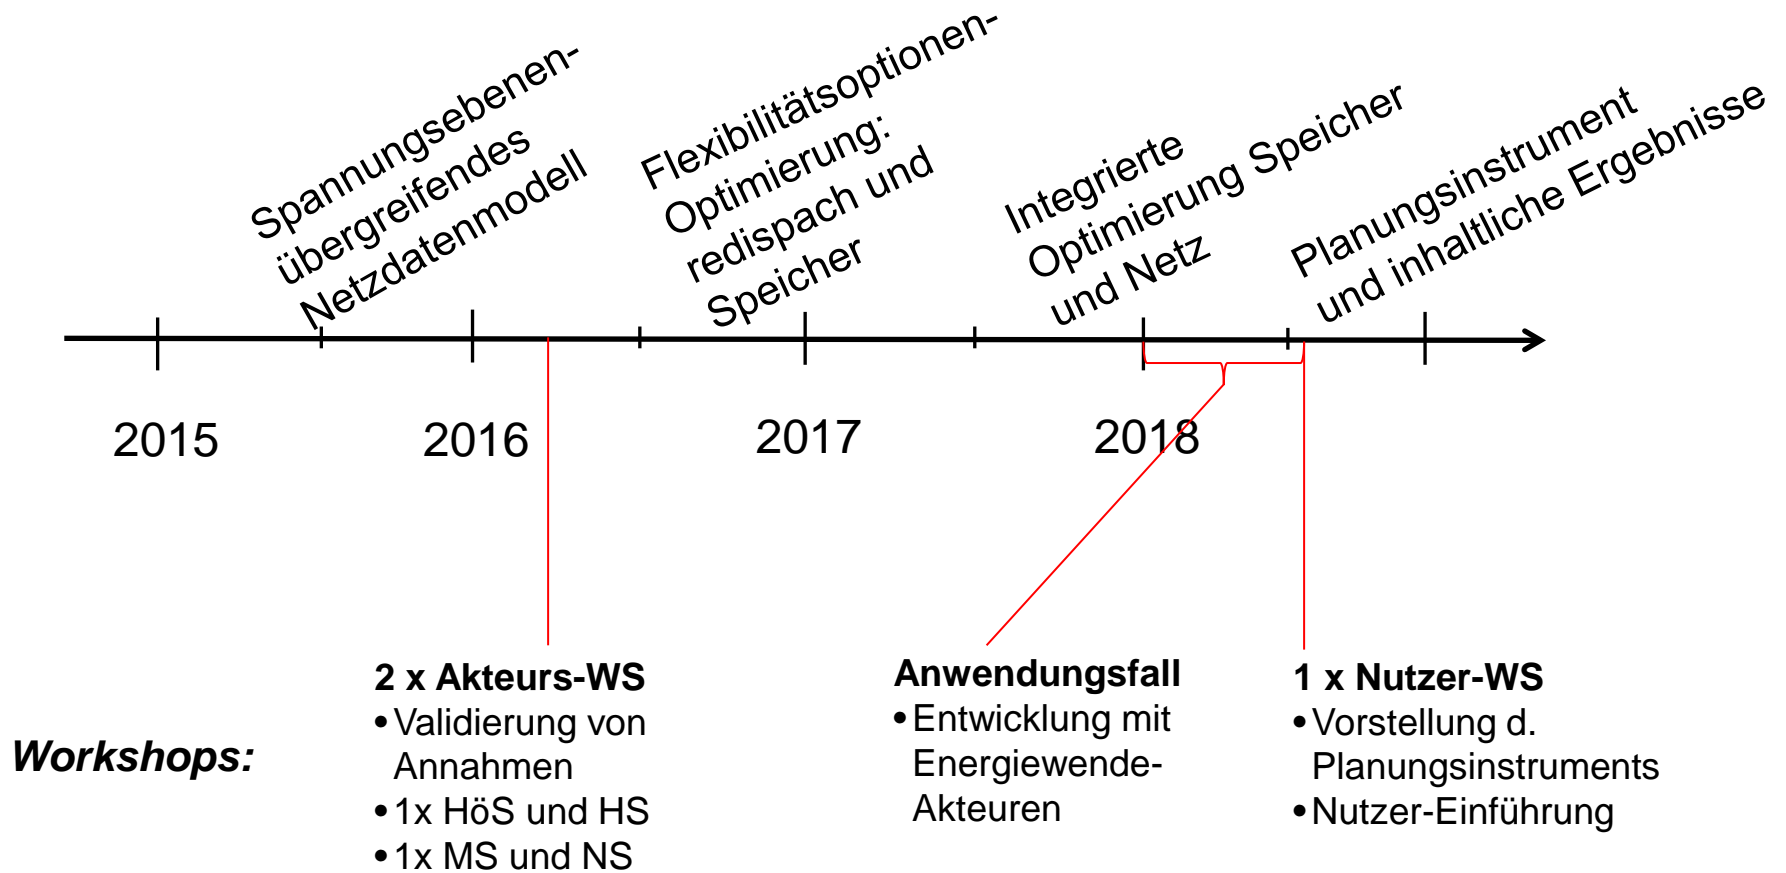 Spannungsebenen-
übergreifendes
Netzdatenmodell
Flexibilitätsoptionen-
Optimierung:
redispach und
Speicher
Integrierte
Optimierung Speicher
und Netz
Planungsinstrument
und inhaltliche Ergebnisse
2015
2016
2017
2018
Workshops:
2 x Akteurs-WS
•Validierung von
Annahmen
•1x HöS und HS
•1x MS und NS
Anwendungsfall
•Entwicklung mit
Energiewende-
Akteuren
1 x Nutzer-WS
•Vorstellung d.
Planungsinstruments
•Nutzer-Einführung